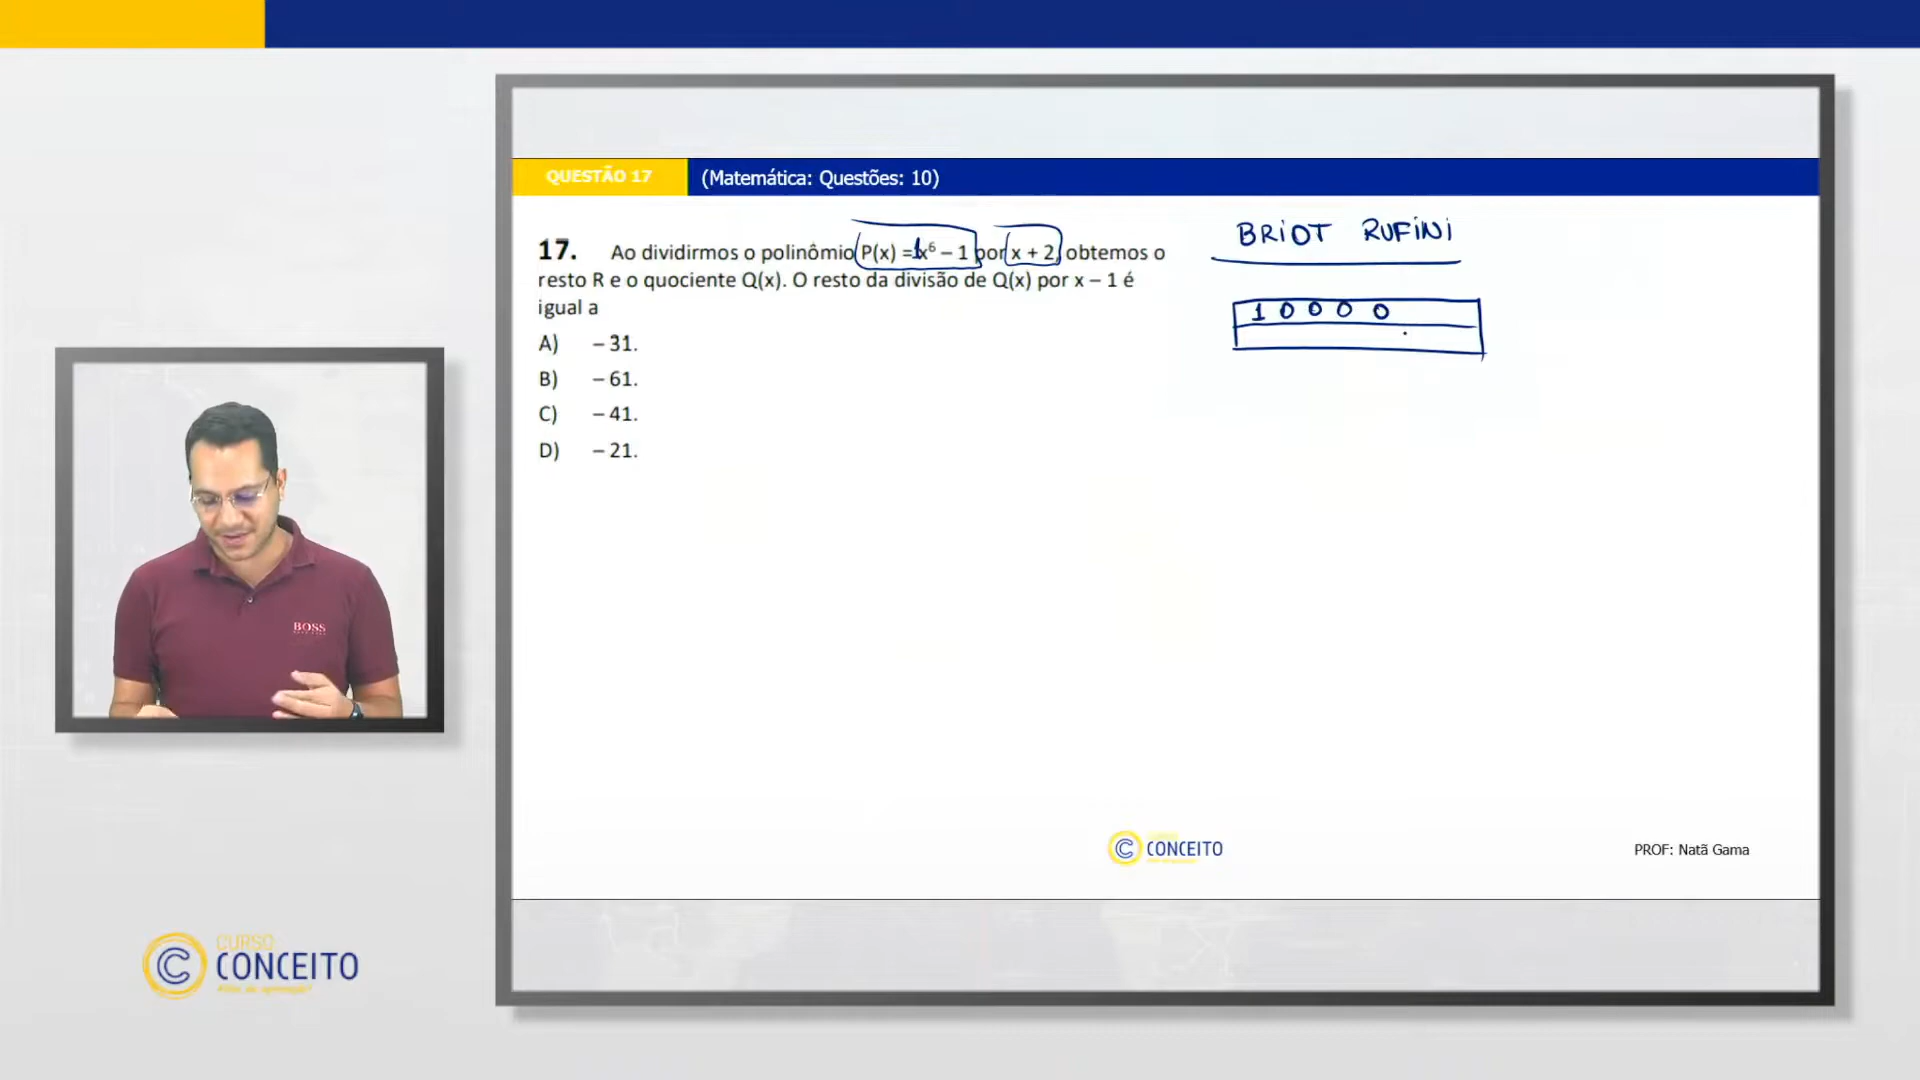 QUESTÃO 17
(Matemática: Questões: 10)
BRIOT RUFINI
17. Ao dividirmos o polinômio P(x) = 1x⁶ – 1 por x + 2, obtemos o
resto R e o quociente Q(x). O resto da divisão de Q(x) por x – 1 é
igual a
1 0 0 0 0
A) – 31.
B) – 61.
C) – 41.
D) – 21.
BOSS
CONCEITO
PROF: Natã Gama
CURSO
CONCEITO